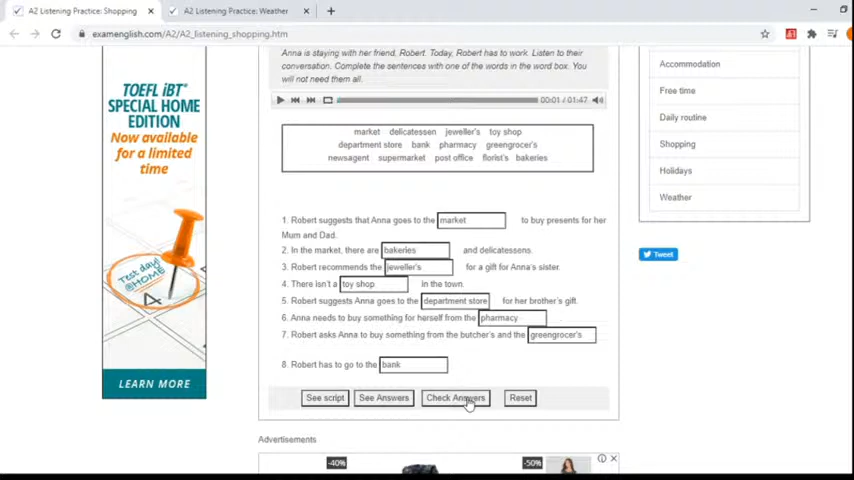 A2 Listening Practice: Shopping
A2 Listening Practice: Weather
examenglish.com/A2/A2_listening_shopping.htm
TOEFL iBT®
SPECIAL HOME
EDITION
Now available
for a limited
time
Test day!
@HOME
LEARN MORE
Anna is staying with her friend, Robert. Today, Robert has to work. Listen to their
conversation. Complete the sentences with one of the words in the word box. You
will not need them all.
00:01 / 01:47
market delicatessen jeweller's toy shop
department store bank pharmacy greengrocer's
newsagent supermarket post office florist's bakeries
1. Robert suggests that Anna goes to the market to buy presents for her
Mum and Dad.
2. In the market, there are bakeries and delicatessens.
3. Robert recommends the jeweller's for a gift for Anna's sister.
4. There isn't a toy shop in the town.
5. Robert suggests Anna goes to the department store for her brother's gift.
6. Anna needs to buy something for herself from the pharmacy
7. Robert asks Anna to buy something from the butcher's and the greengrocer's
8. Robert has to go to the bank
See script See Answers Check Answers Reset
Advertisements
-40% -50%
Accommodation
Free time
Daily routine
Shopping
Holidays
Weather
Tweet